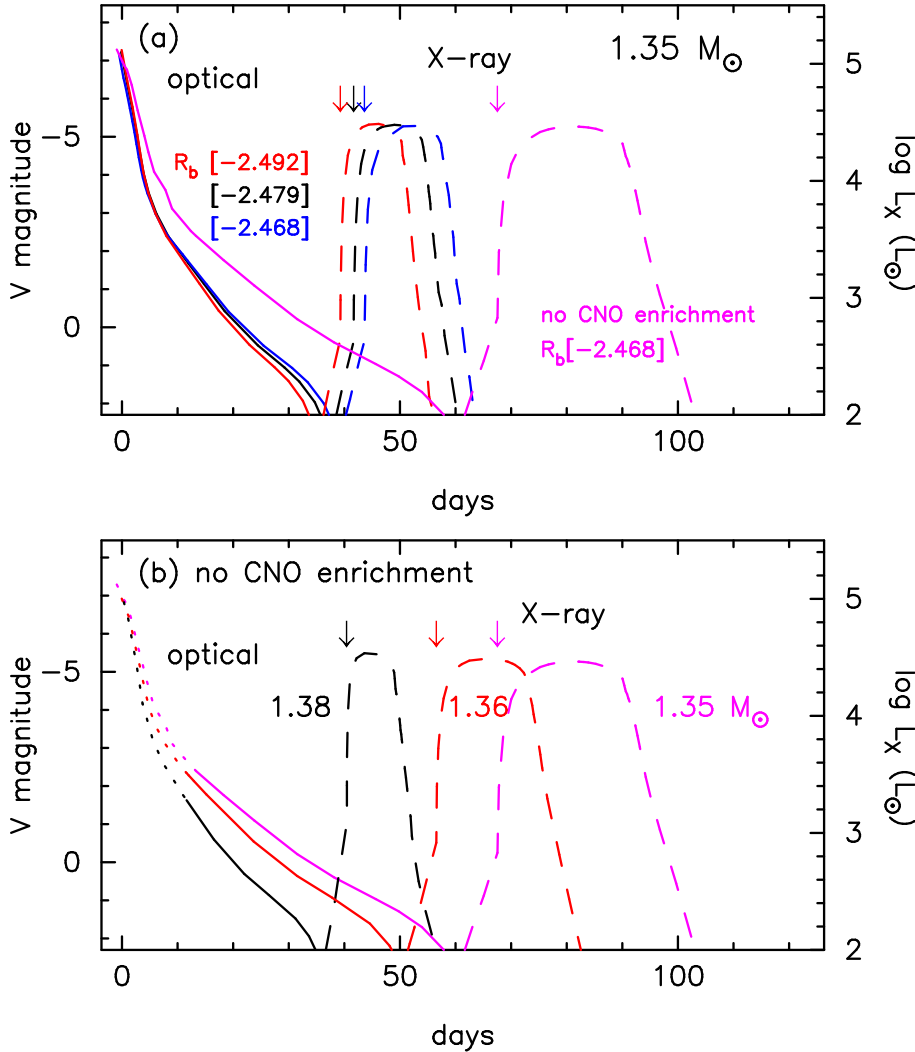 (a)
optical
X-ray
1.35 M⊙
R_b [-2.492]
[-2.479]
[-2.468]
no CNO enrichment
R_b[-2.468]
V magnitude
-5
0
log L_X (L⊙)
5
4
3
2
0
50
100
days
(b) no CNO enrichment
optical
X-ray
1.38
1.36
1.35 M⊙
V magnitude
-5
0
log L_X (L⊙)
5
4
3
2
0
50
100
days